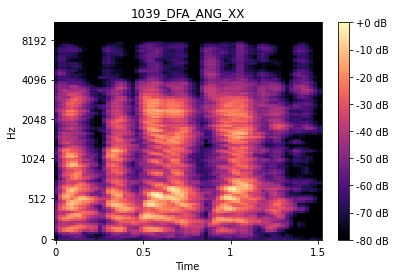 1039_DFA_ANG_XX
+0 dB
8192
-10 dB
4096
-20 dB
-30 dB
2048
Hz
-40 dB
1024
-50 dB
512
-60 dB
-70 dB
0
-80 dB
0
0.5
1
1.5
Time